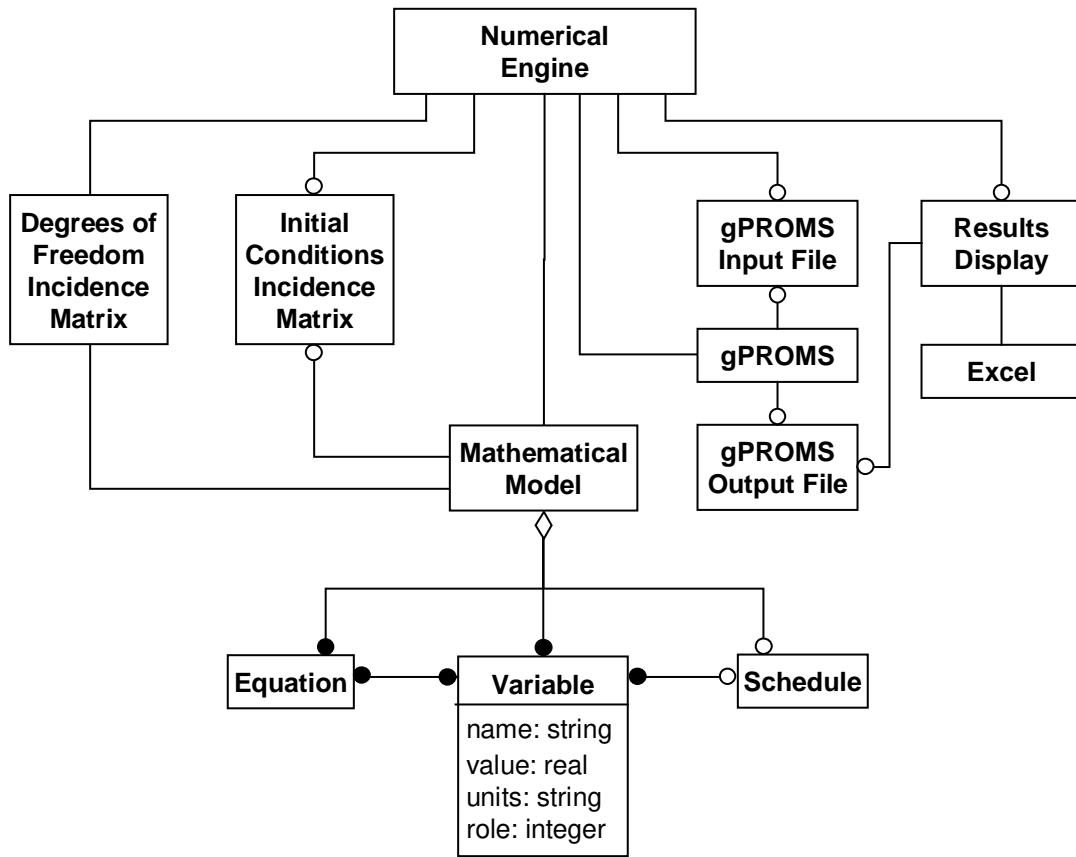 Numerical
Engine
Degrees of
Freedom
Incidence
Matrix
Initial
Conditions
Incidence
Matrix
gPROMS
Input File
Results
Display
gPROMS
Excel
gPROMS
Output File
Mathematical
Model
Equation
Variable
Schedule
name: string
value: real
units: string
role: integer